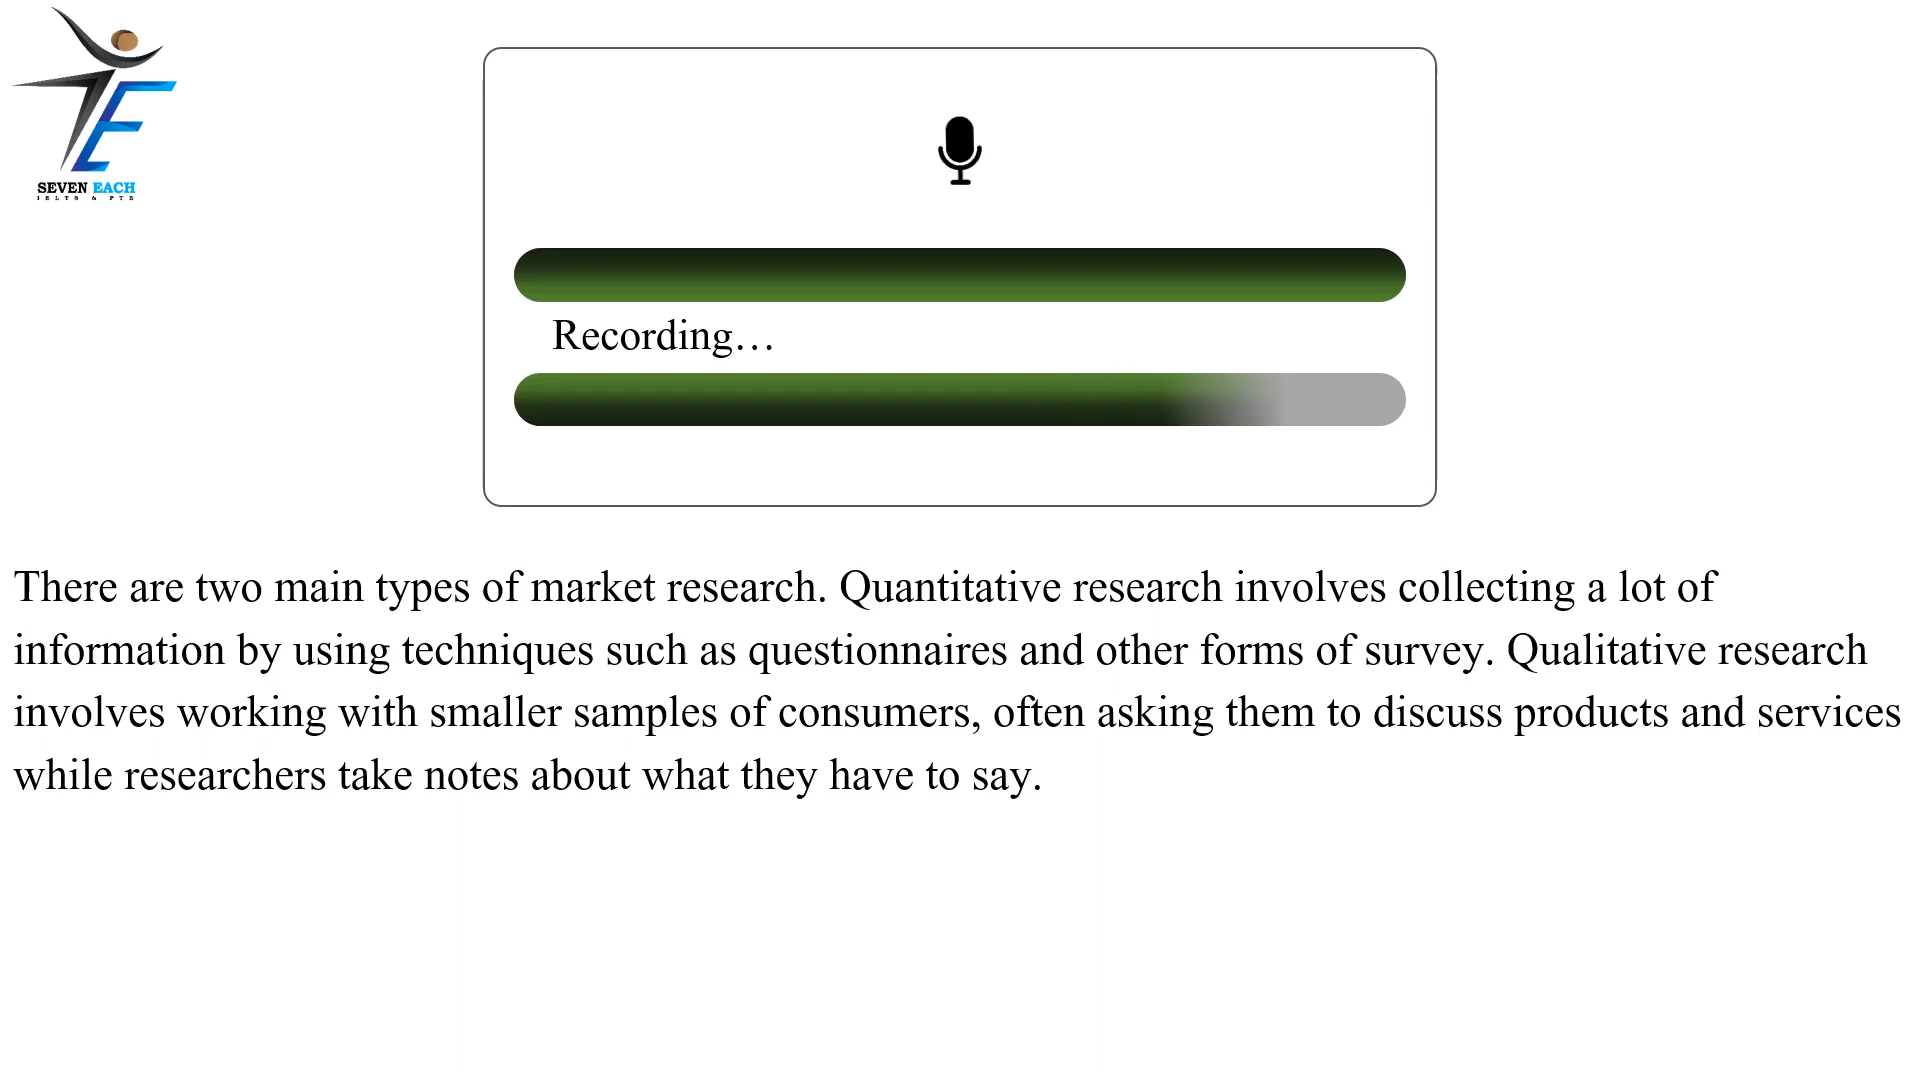 SEVEN EACH
IELTS & PTE
Recording…
There are two main types of market research. Quantitative research involves collecting a lot of
information by using techniques such as questionnaires and other forms of survey. Qualitative research
involves working with smaller samples of consumers, often asking them to discuss products and services
while researchers take notes about what they have to say.